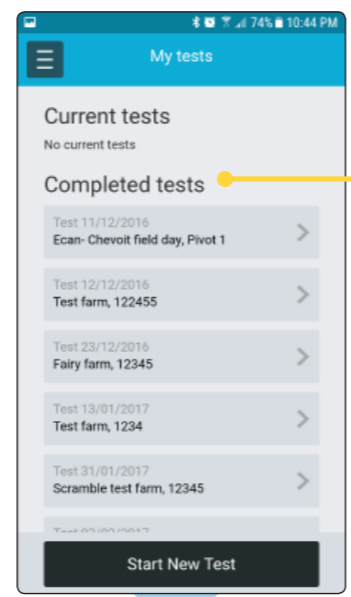 74% 10:44 PM
My tests
Current tests
No current tests
Completed tests
Test 11/12/2016
Ecan- Chevoit field day, Pivot 1
Test 12/12/2016
Test farm, 122455
Test 23/12/2016
Fairy farm, 12345
Test 13/01/2017
Test farm, 1234
Test 31/01/2017
Scramble test farm, 12345
Start New Test